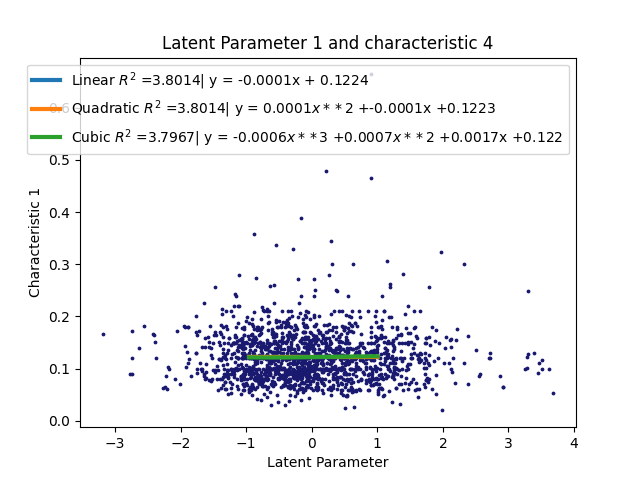 Latent Parameter 1 and characteristic 4
Linear R² =3.8014| y = -0.0001x + 0.1224
Quadratic R² =3.8014| y = 0.0001x * *2 +-0.0001x +0.1223
Cubic R² =3.7967| y = -0.0006x * *3 +0.0007x * *2 +0.0017x +0.122
0.6
0.5
0.4
0.3
0.2
0.1
0.0
Characteristic 1
−3 −2 −1 0 1 2 3 4
Latent Parameter